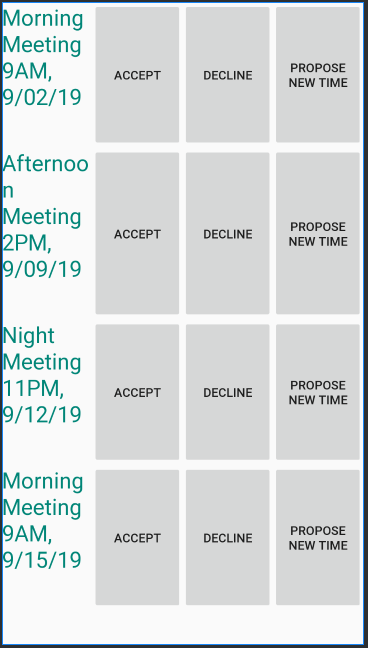 Morning
Meeting
9AM,
9/02/19
ACCEPT
DECLINE
PROPOSE
NEW TIME
Afternoo
n
Meeting
2PM,
9/09/19
ACCEPT
DECLINE
PROPOSE
NEW TIME
Night
Meeting
11PM,
9/12/19
ACCEPT
DECLINE
PROPOSE
NEW TIME
Morning
Meeting
9AM,
9/15/19
ACCEPT
DECLINE
PROPOSE
NEW TIME